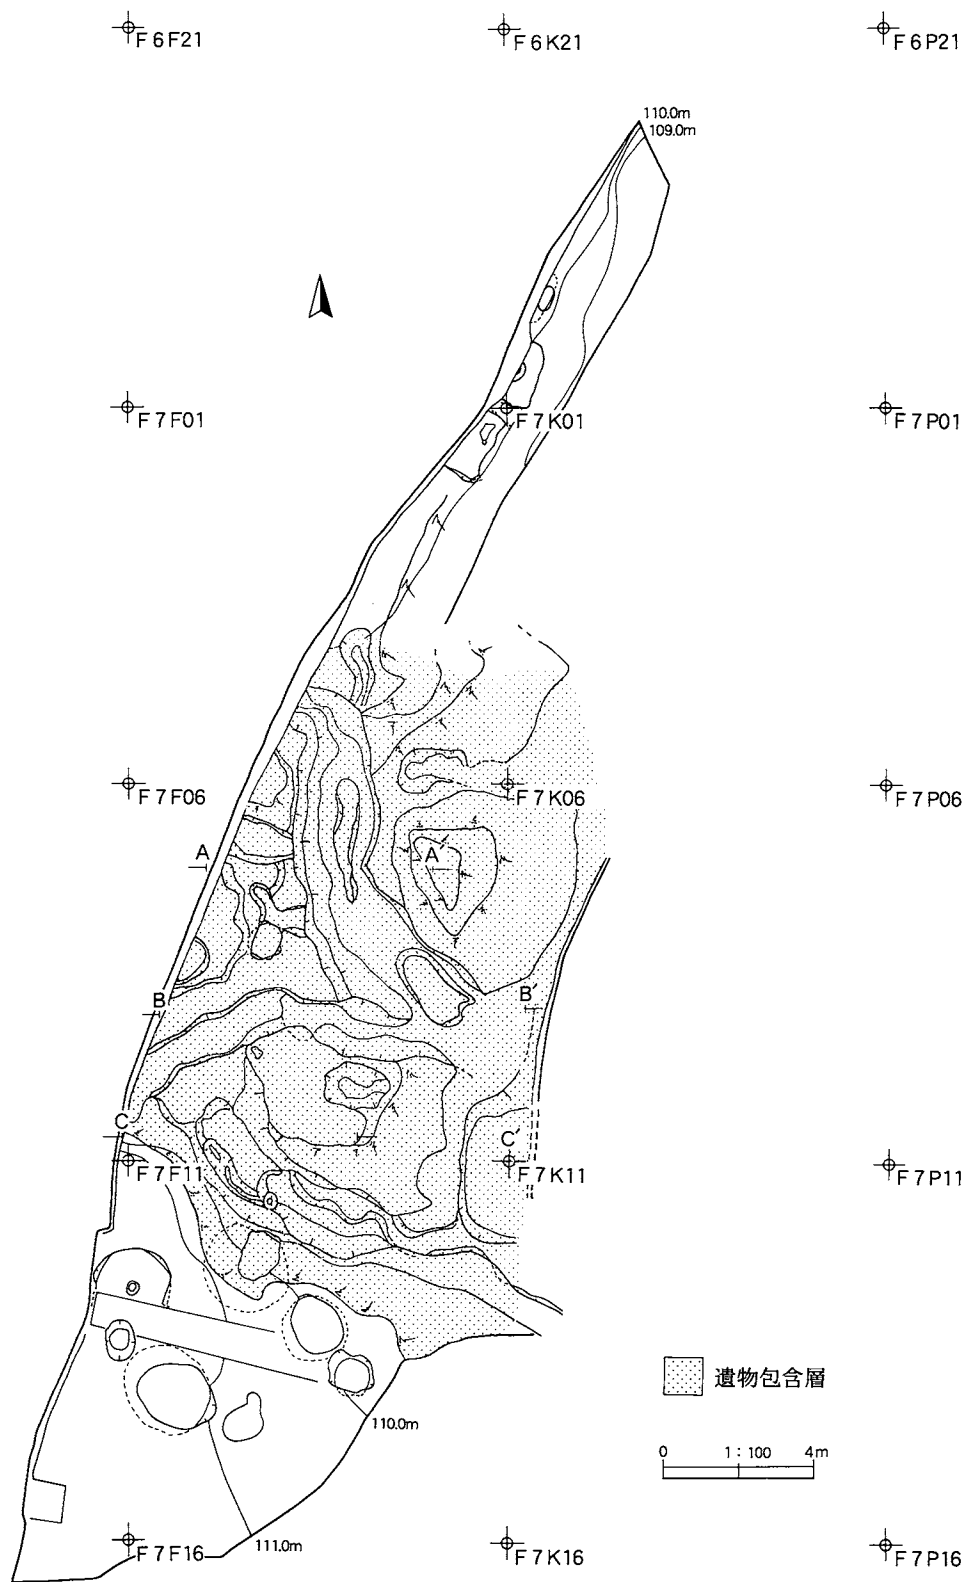 F6F21
F6K21
F6P21
110.0m
109.0m
F7F01
F7K01
F7P01
F7F06
F7K06
F7P06
A
A′
B
B′
C
C′
F7F11
F7K11
F7P11
遺物包含層
110.0m
0 1:100 4m
111.0m
F7F16
F7K16
F7P16